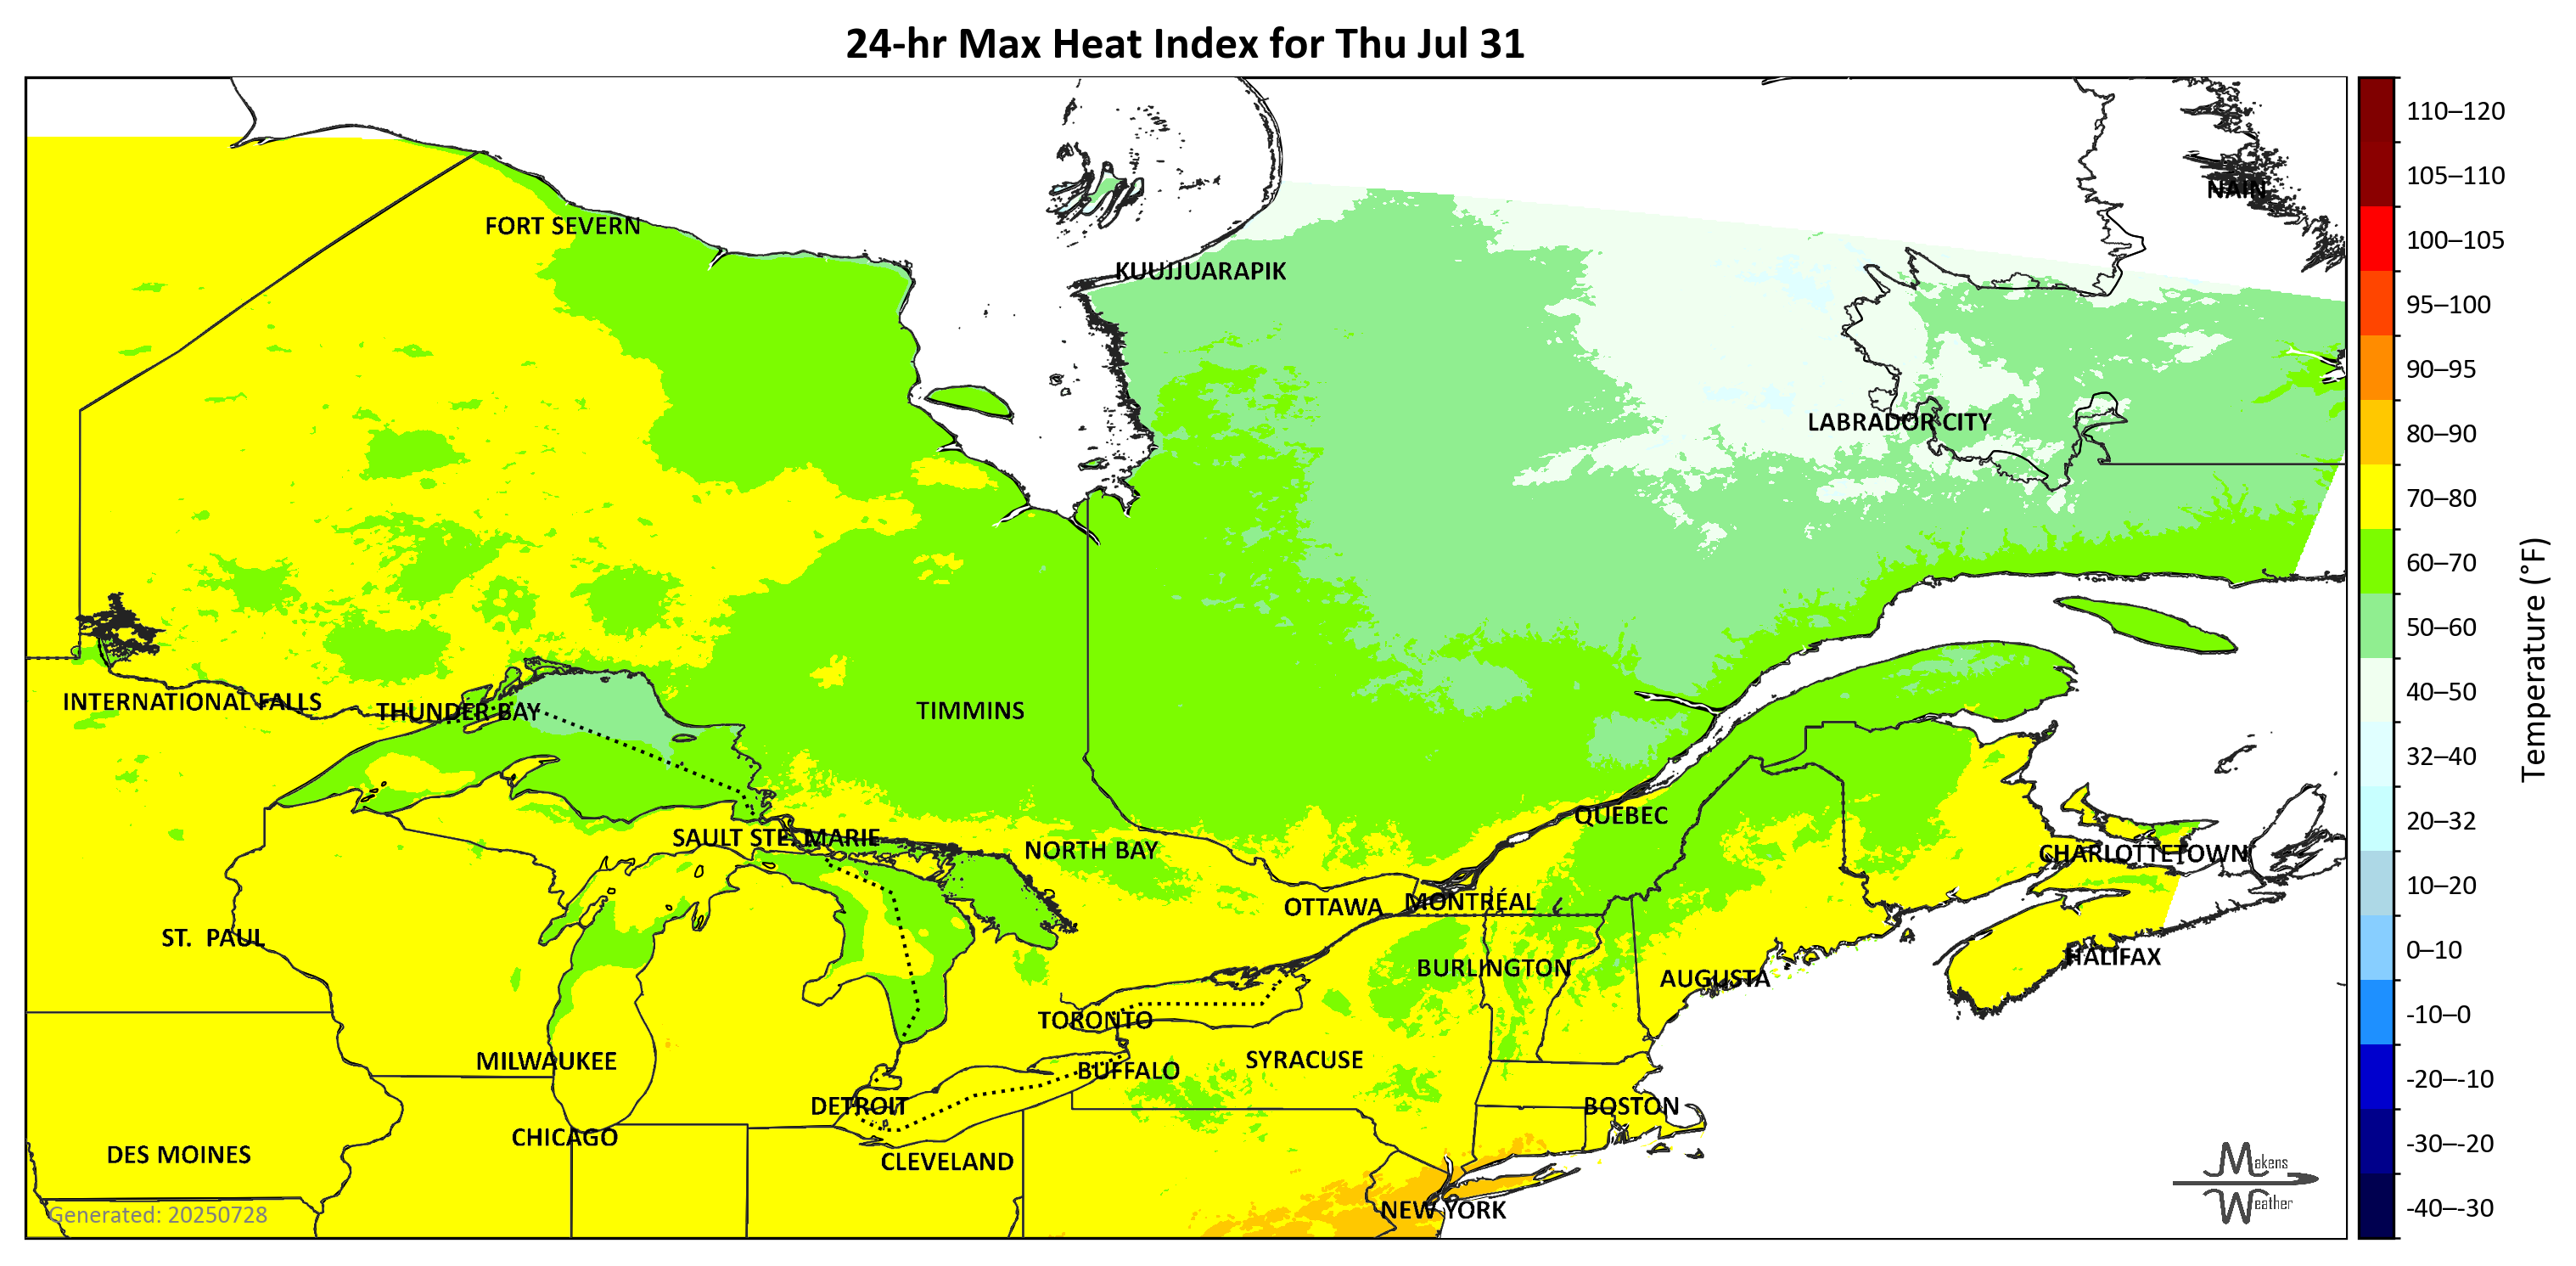 24-hr Max Heat Index for Thu Jul 31
NAIN
FORT SEVERN
KUUJJUARAPIK
LABRADOR CITY
INTERNATIONAL FALLS
THUNDER BAY
TIMMINS
QUEBEC
SAULT STE. MARIE
NORTH BAY
CHARLOTTETOWN
OTTAWA
MONTRÉAL
ST. PAUL
HALIFAX
BURLINGTON
AUGUSTA
TORONTO
MILWAUKEE
SYRACUSE
BUFFALO
DETROIT
BOSTON
CHICAGO
DES MOINES
CLEVELAND
NEW YORK
Generated: 20250728
Makens
Weather
110–120
105–110
100–105
95–100
90–95
80–90
70–80
60–70
50–60
40–50
32–40
20–32
10–20
0–10
-10–0
-20–-10
-30–-20
-40–-30
Temperature (°F)